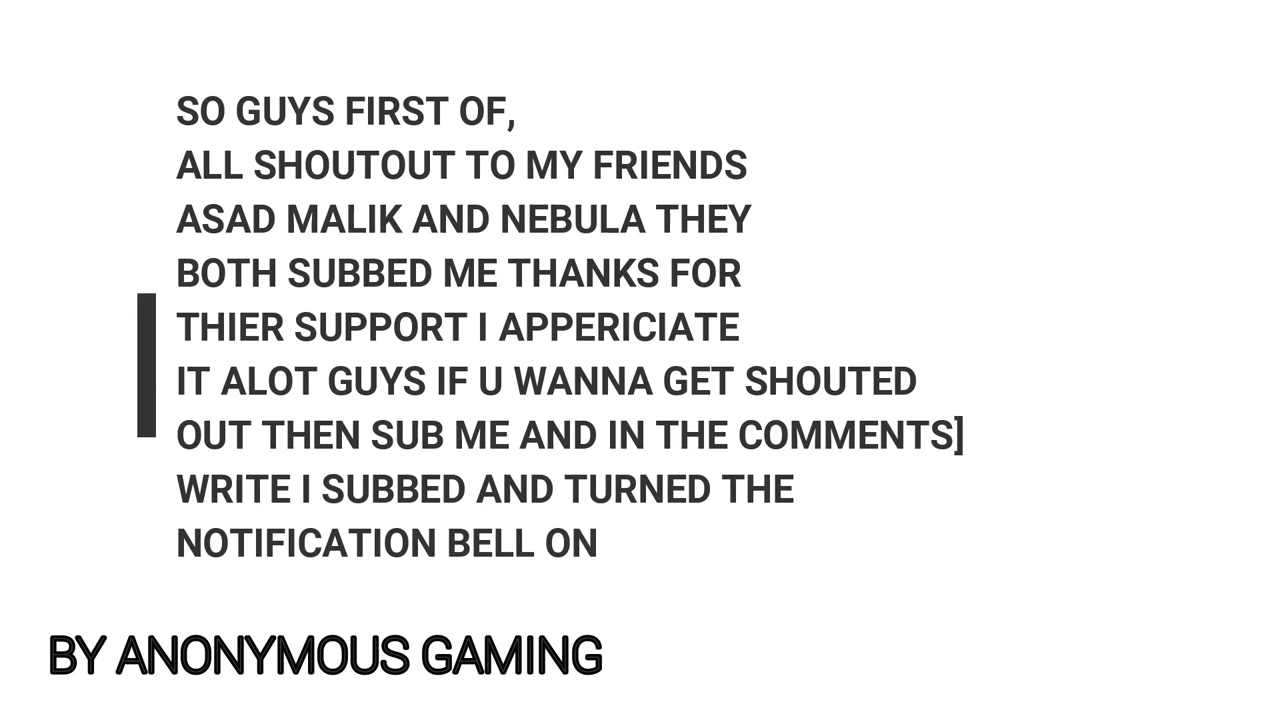 SO GUYS FIRST OF,
ALL SHOUTOUT TO MY FRIENDS
ASAD MALIK AND NEBULA THEY
BOTH SUBBED ME THANKS FOR
THIER SUPPORT I APPERICIATE
IT ALOT GUYS IF U WANNA GET SHOUTED
OUT THEN SUB ME AND IN THE COMMENTS]
WRITE I SUBBED AND TURNED THE
NOTIFICATION BELL ON
BY ANONYMOUS GAMING